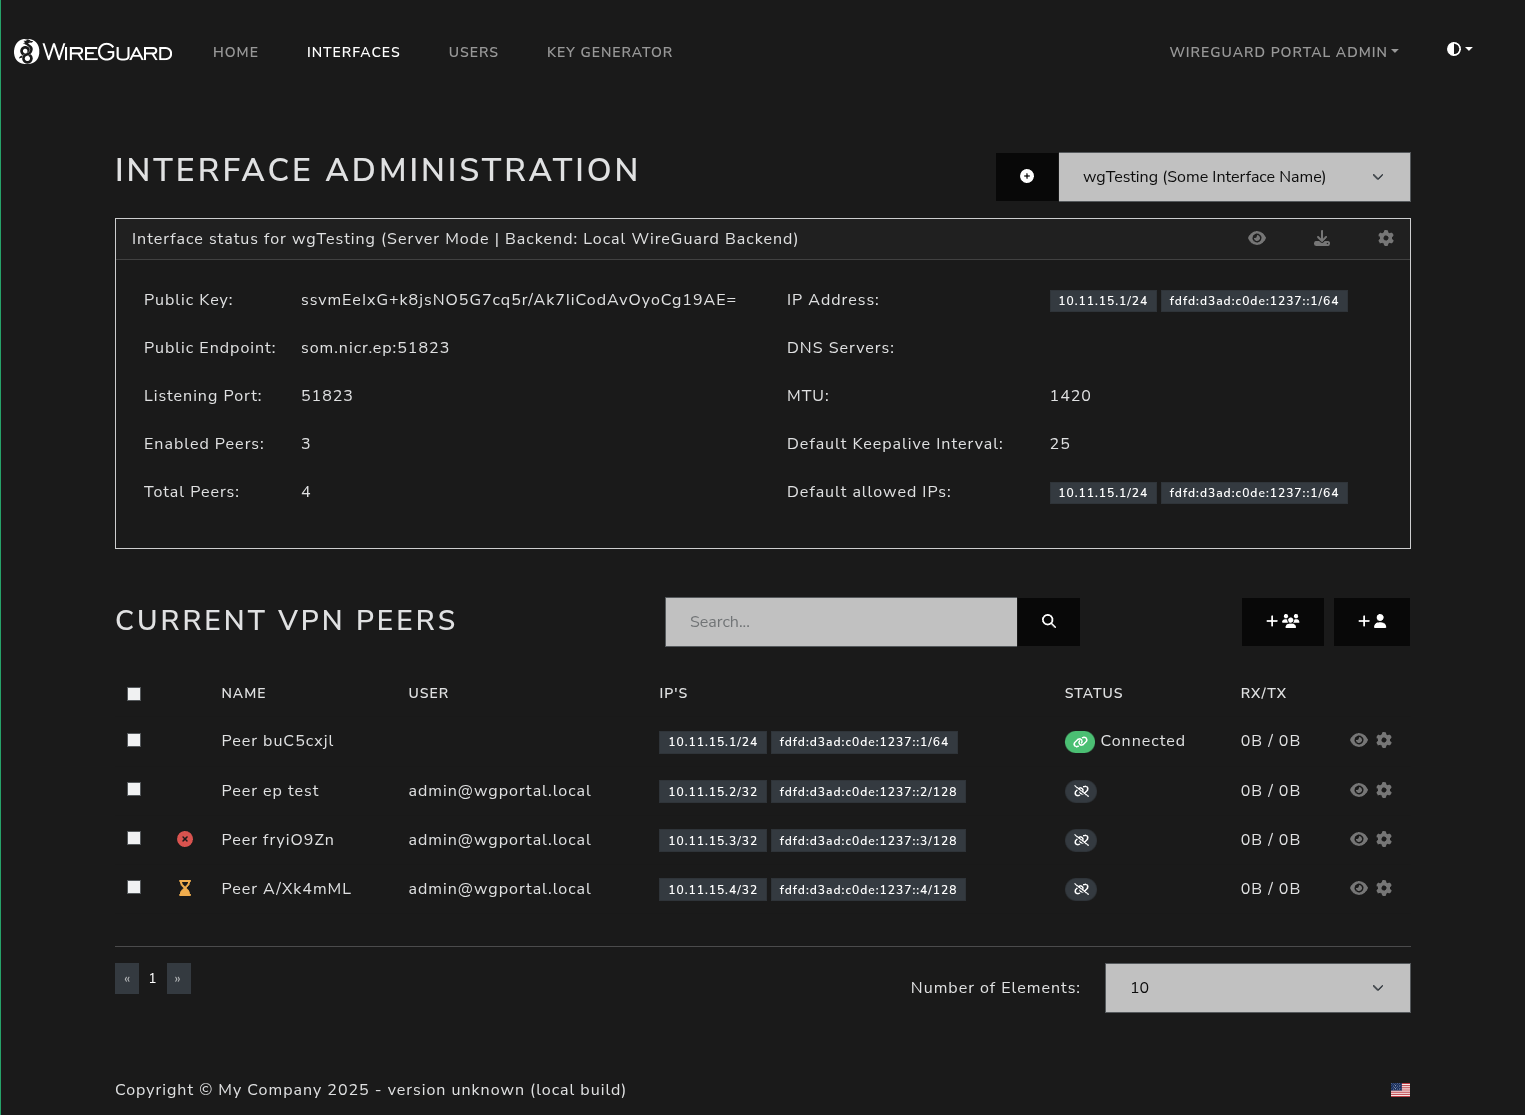 WIREGUARD HOME INTERFACES USERS KEY GENERATOR WIREGUARD PORTAL ADMIN
INTERFACE ADMINISTRATION
wgTesting (Some Interface Name)
Interface status for wgTesting (Server Mode | Backend: Local WireGuard Backend)
Public Key: ssvmEeIxG+k8jsNO5G7cq5r/Ak7IiCodAvOyoCg19AE= IP Address: 10.11.15.1/24 fdfd:d3ad:c0de:1237::1/64
Public Endpoint: som.nicr.ep:51823 DNS Servers:
Listening Port: 51823 MTU: 1420
Enabled Peers: 3 Default Keepalive Interval: 25
Total Peers: 4 Default allowed IPs: 10.11.15.1/24 fdfd:d3ad:c0de:1237::1/64
CURRENT VPN PEERS Search...
NAME USER IP'S STATUS RX/TX
Peer buC5cxjl 10.11.15.1/24 fdfd:d3ad:c0de:1237::1/64 Connected 0B / 0B
Peer ep test admin@wgportal.local 10.11.15.2/32 fdfd:d3ad:c0de:1237::2/128 0B / 0B
Peer fryiO9Zn admin@wgportal.local 10.11.15.3/32 fdfd:d3ad:c0de:1237::3/128 0B / 0B
Peer A/Xk4mML admin@wgportal.local 10.11.15.4/32 fdfd:d3ad:c0de:1237::4/128 0B / 0B
« 1 » Number of Elements: 10
Copyright © My Company 2025 - version unknown (local build)